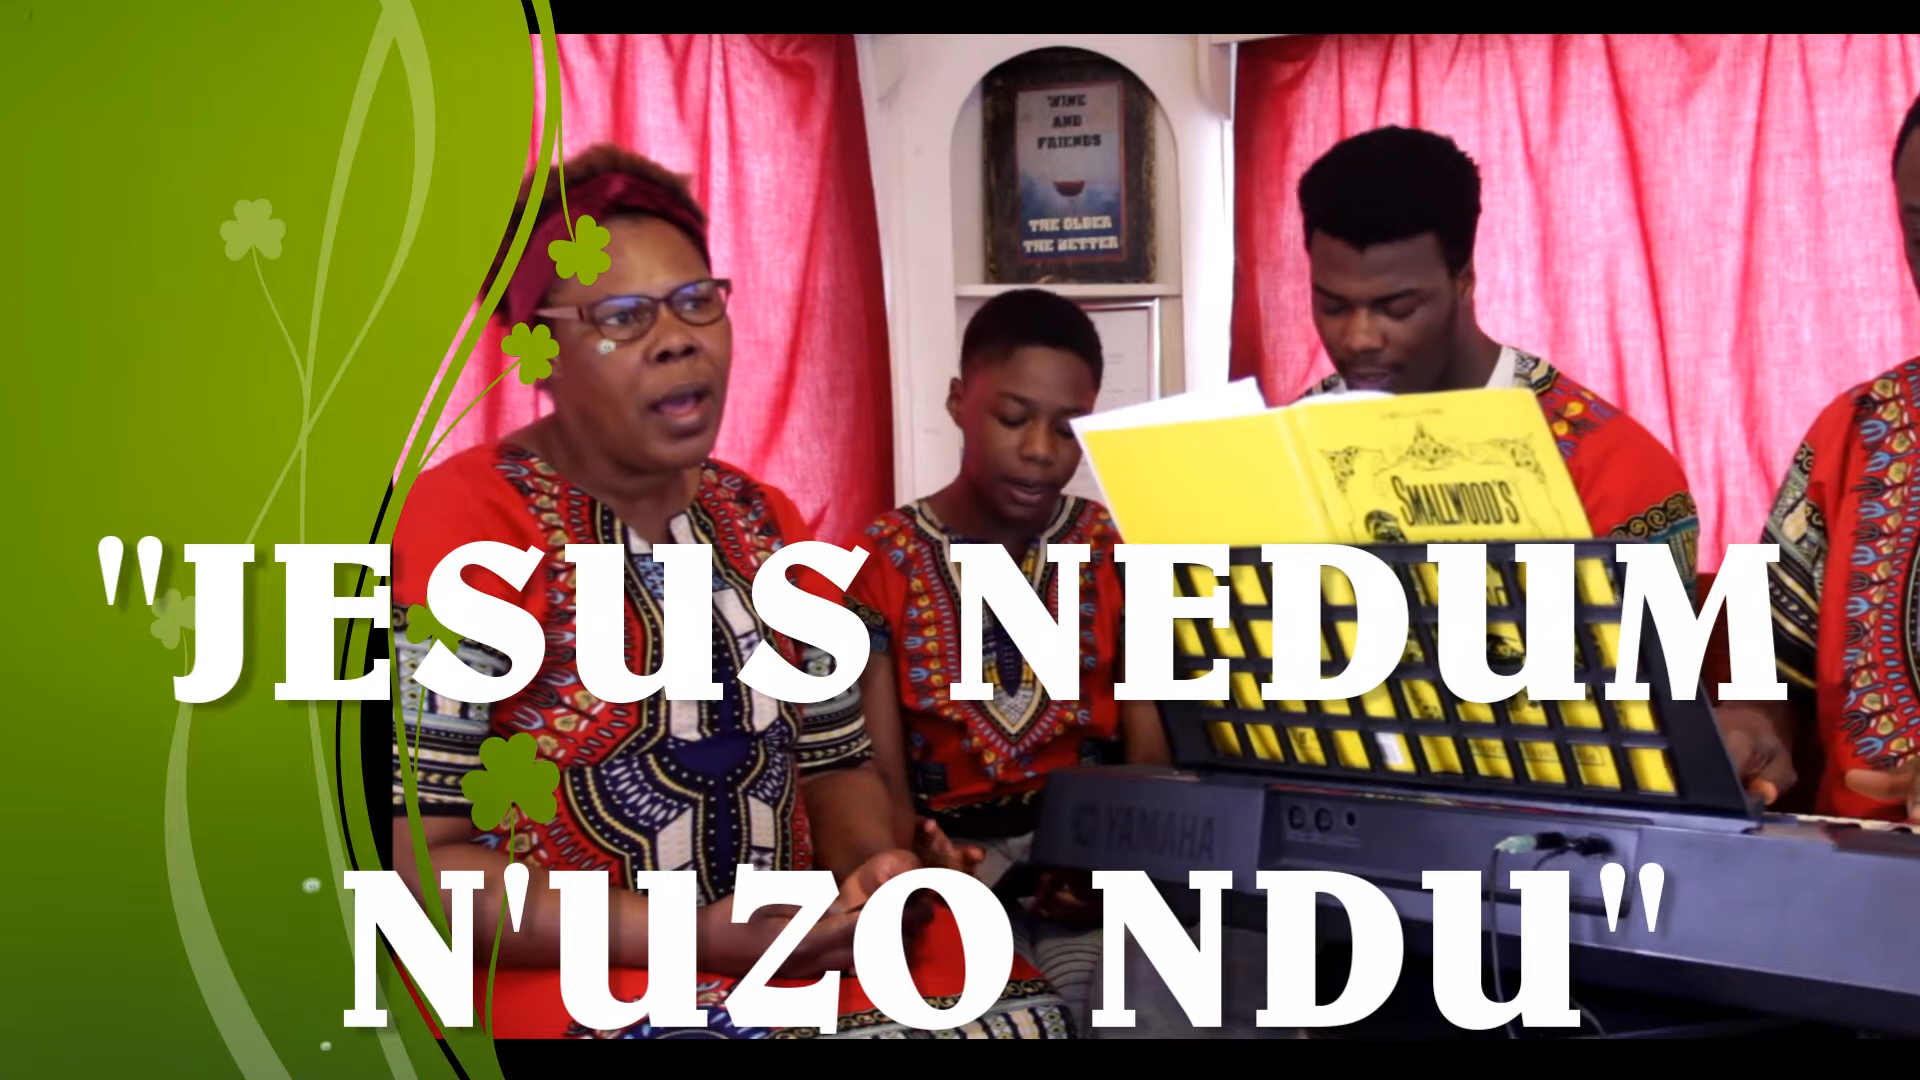 WINE
AND
FRIENDS
THE OLDER
THE BETTER
SMALLWOOD'S
"JESUS NEDUM
YAMAHA
N'UZO NDU"